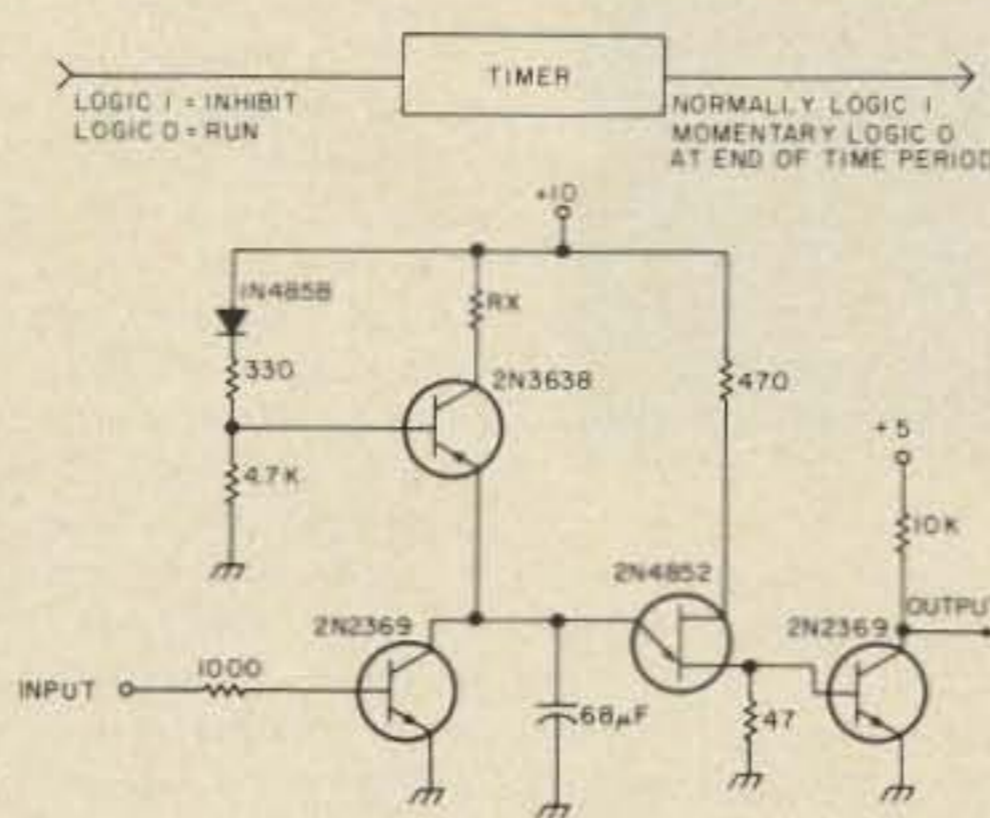 TIMER
LOGIC 1 = INHIBIT
LOGIC 0 = RUN
NORMALLY LOGIC 1
MOMENTARY LOGIC 0
AT END OF TIME PERIOD
+10
1N4858
RX
330
2N3638
470
+5
4.7K
10K
2N4852
OUTPUT
2N2369
2N2369
1000
INPUT
68µF
47